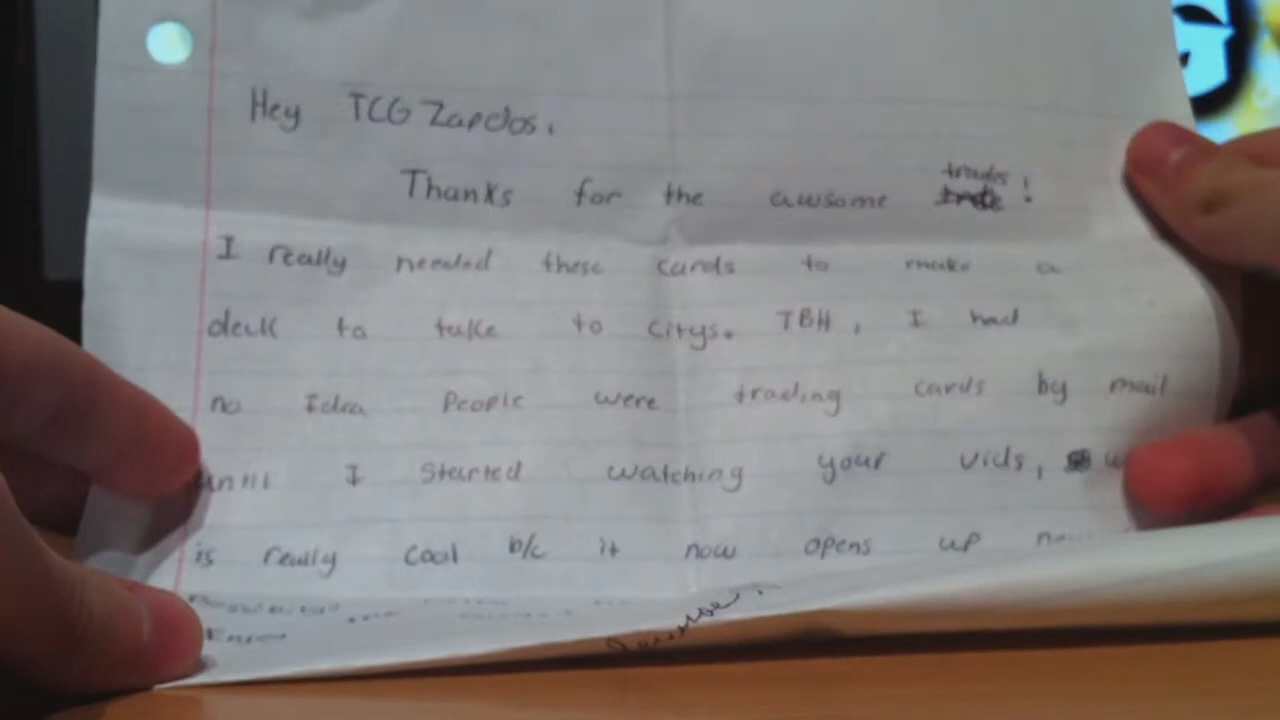 Hey TCG Zapdos.
Thanks for the awsome trades!
I really needed these cards to make a
deck to take to citys. TBH, I had
no Idea People were trading cards by mail
until I started watching your vids,
is really cool b/c it now opens up